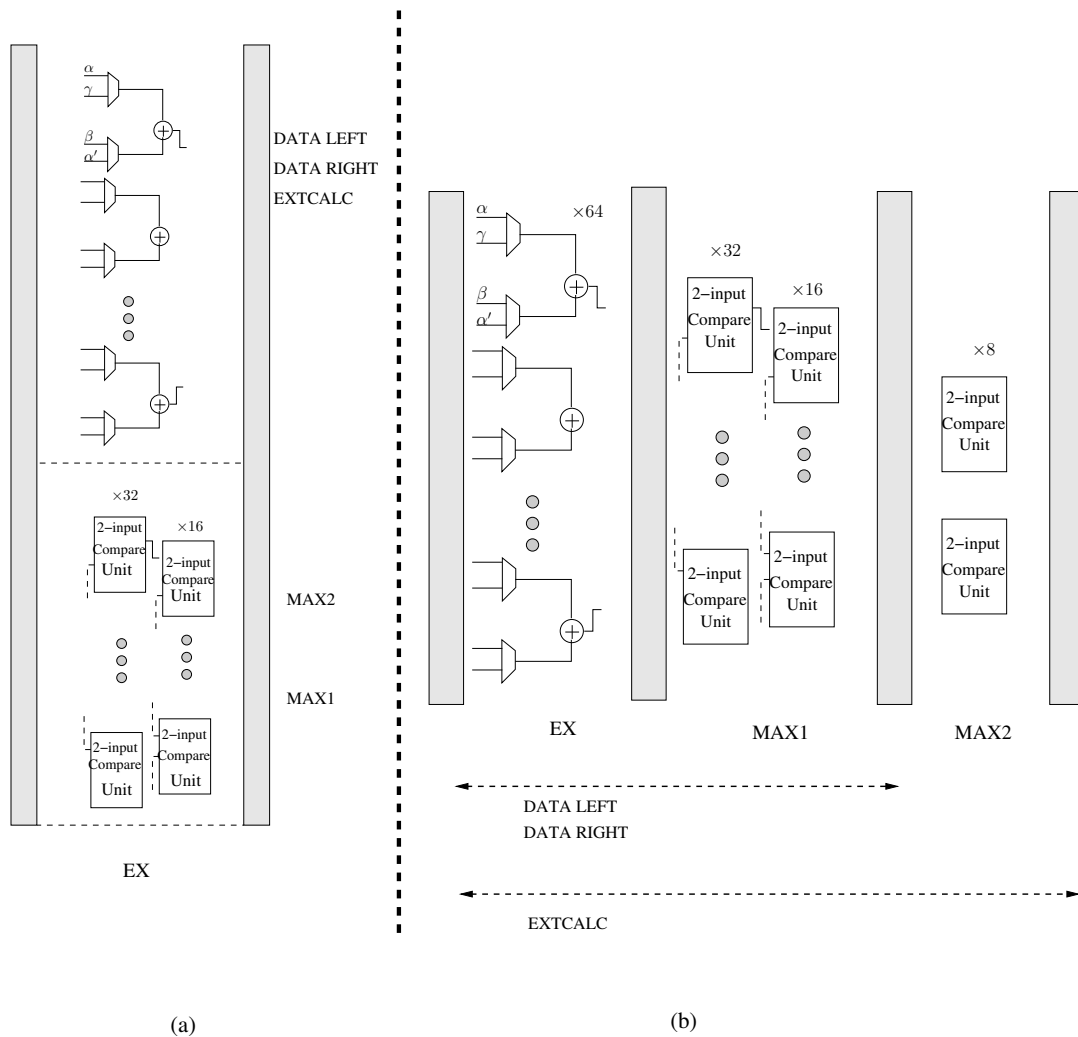 α
γ
β
α′
+
+
+
DATA LEFT
DATA RIGHT
EXTCALC
×32
2−input
Compare
Unit
×16
2−input
Compare
Unit
MAX2
MAX1
2−input
Compare
Unit
2−input
Compare
Unit
EX
(a)
α
γ
×64
β
α′
+
+
+
×32
2−input
Compare
Unit
×16
2−input
Compare
Unit
×8
2−input
Compare
Unit
2−input
Compare
Unit
2−input
Compare
Unit
2−input
Compare
Unit
EX
MAX1
MAX2
DATA LEFT
DATA RIGHT
EXTCALC
(b)